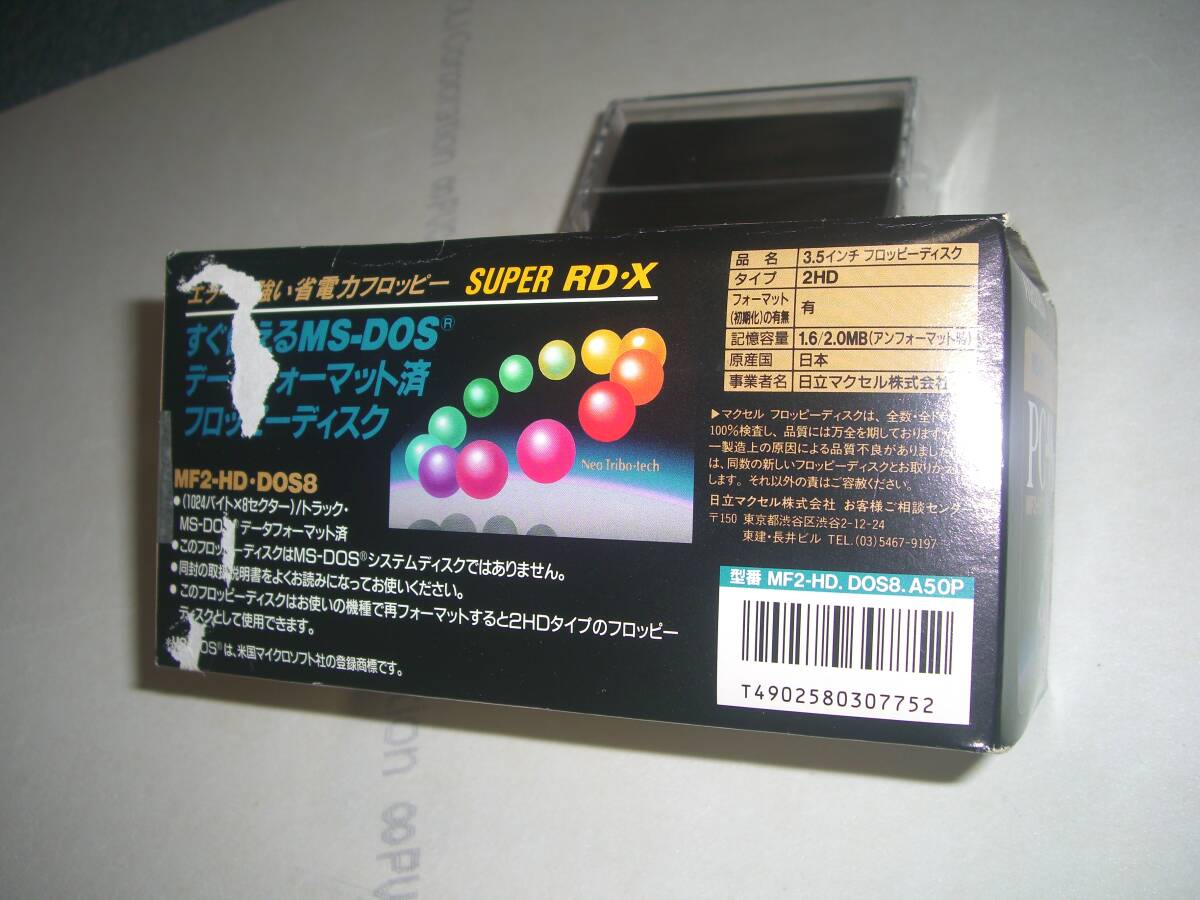 強い省電力フロッピー SUPER RD・X
すぐ えるMS-DOS®
デー フォーマット済
フロッピーディスク
Neo Tribo・tech
MF2-HD・DOS8
●(1024バイト×8セクター)/トラック・
MS-DOS データフォーマット済
●このフロッピーディスクはMS-DOS®システムディスクではありません。
●同封の取扱説明書をよくお読みになってお使いください。
●このフロッピーディスクはお使いの機種で再フォーマットすると2HDタイプのフロッピー
ディスクとして使用できます。
DOS®は、米国マイクロソフト社の登録商標です。
品名 3.5インチ フロッピーディスク
タイプ 2HD
フォーマット
(初期化)の有無 有
記憶容量 1.6/2.0MB(アンフォーマット時)
原産国 日本
事業者名 日立マクセル株式会社
▶マクセル フロッピーディスクは、全数・全ト
100%検査し、品質には万全を期しております
一製造上の原因による品質不良がありました
は、同数の新しいフロッピーディスクとお取りかえ
します。それ以外の責はご容赦ください。
日立マクセル株式会社 お客様ご相談センター
〒150 東京都渋谷区渋谷2-12-24
東建・長井ビル TEL.(03)5467-9197
型番 MF2-HD. DOS8. A50P
T4902580307752